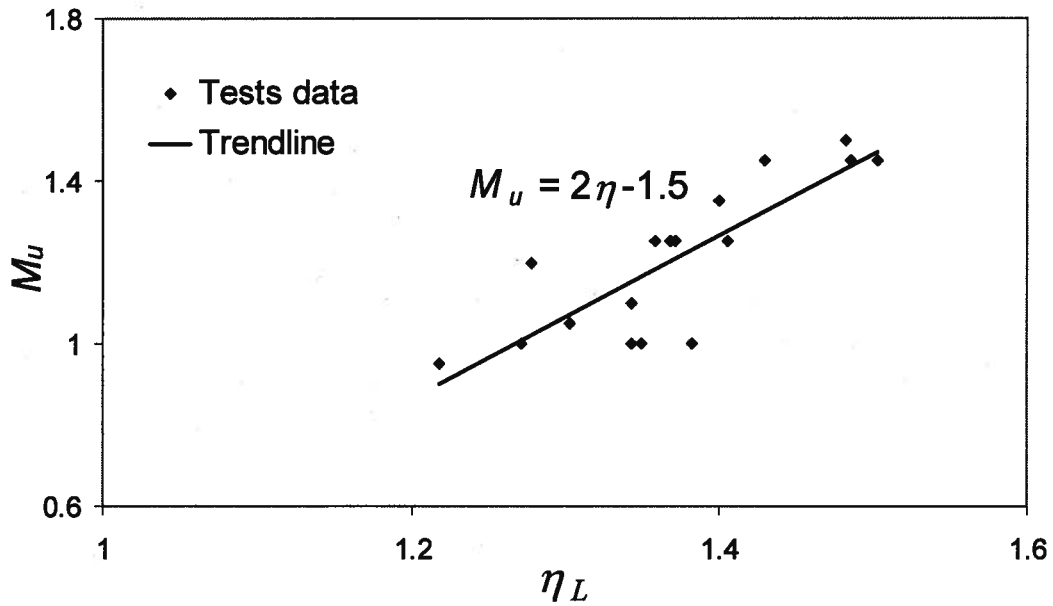 1.8
Tests data
Trendline
M_u = 2η-1.5
1.4
M_u
1
0.6
1
1.2
1.4
1.6
η_L